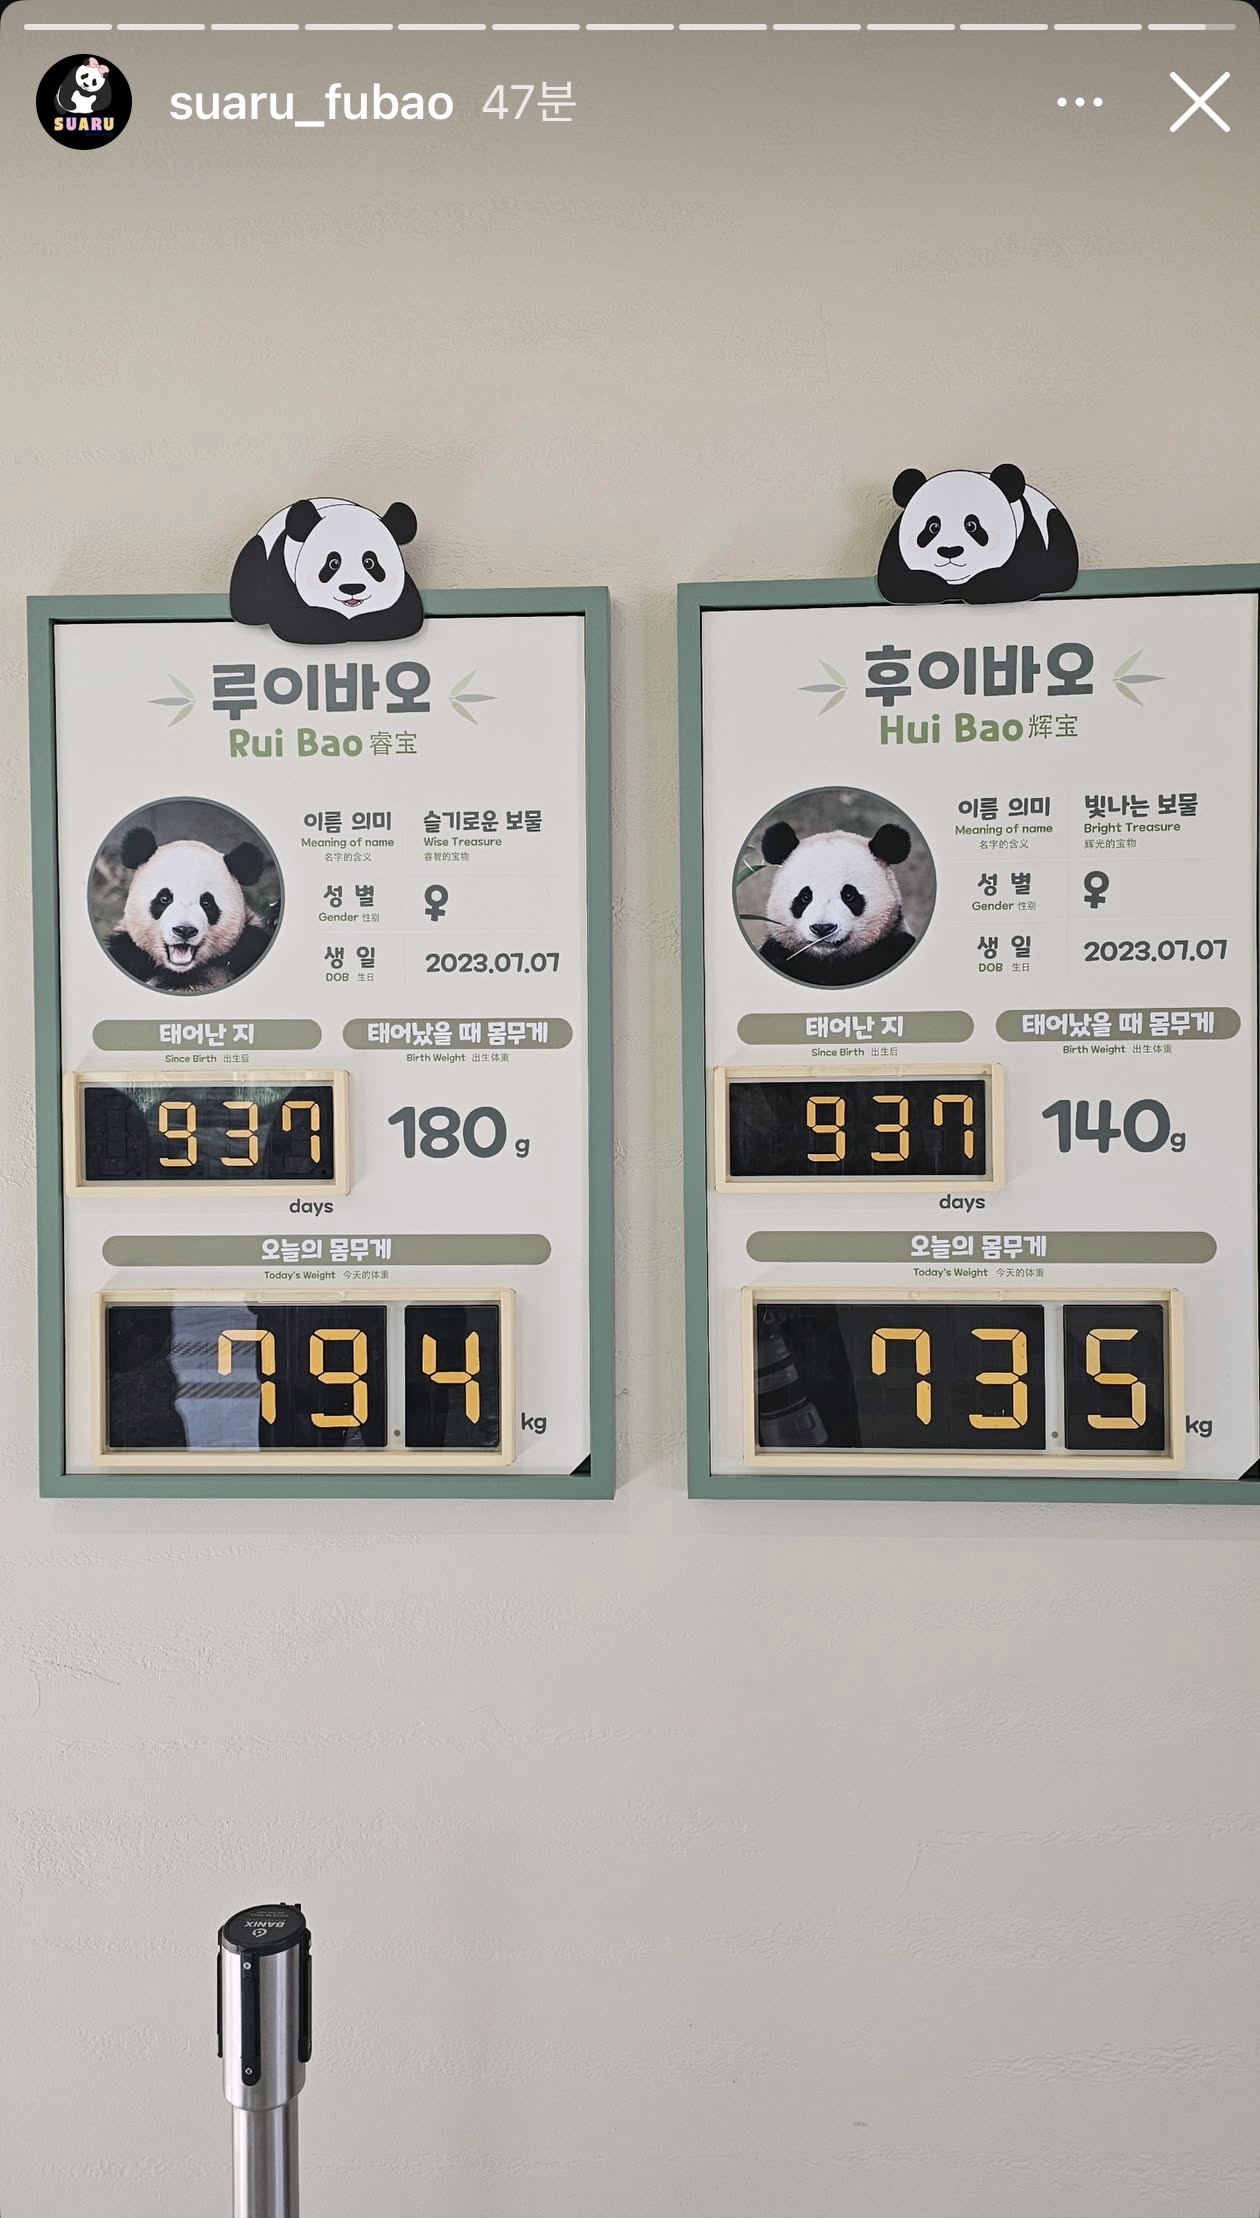 suaru_fubao 47분
SUARU
루이바오
Rui Bao 睿宝
이름 의미 슬기로운 보물
Meaning of name Wise Treasure
名字的含义 睿智的宝物
성별 ♀
Gender 性别
생일 2023.07.07
DOB 生日
태어난 지 태어났을 때 몸무게
Since Birth 出生后 Birth Weight 出生体重
937 180 g
days
오늘의 몸무게
Today's Weight 今天的体重
79.4 kg
후이바오
Hui Bao 辉宝
이름 의미 빛나는 보물
Meaning of name Bright Treasure
名字的含义 辉光的宝物
성별 ♀
Gender 性别
생일 2023.07.07
DOB 生日
태어난 지 태어났을 때 몸무게
Since Birth 出生后 Birth Weight 出生体重
937 140 g
days
오늘의 몸무게
Today's Weight 今天的体重
73.5 kg
BANIX